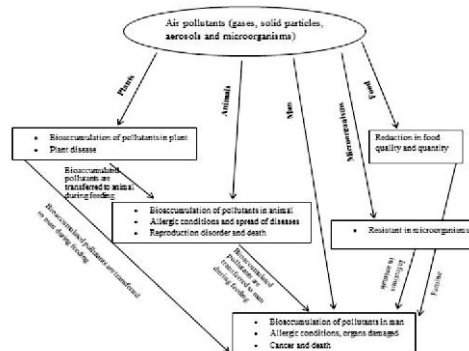 Air pollutants (gases, solid particles,
aerosols and microorganisms)
Plants
Animals
Man
Microorganisms
Food
Bioaccumulation of pollutants in plant
Plant disease
Reduction in food
quality and quantity
Bioaccumulated
pollutants are
transferred to animal
during feeding
Bioaccumulated pollutants are transferred
to man during feeding
Bioaccumulation of pollutants in animal
Allergic conditions and spread of diseases
Reproduction disorder and death
Resistant in microorganisms
Bioaccumulated
pollutants are
transferred to man
during feeding
Infectious
disease
Famine
Bioaccumulation of pollutants in man
Allergic conditions, organs damaged
Cancer and death